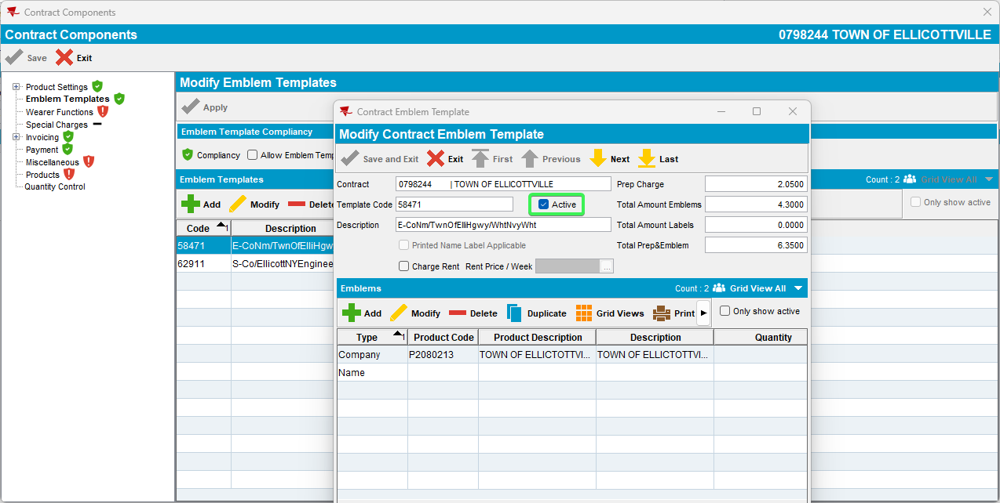 Contract Components
Contract Components 0798244 TOWN OF ELLICOTTVILLE
Save Exit
Product Settings
Emblem Templates
Wearer Functions
Special Charges
Invoicing
Payment
Miscellaneous
Products
Quantity Control
Modify Emblem Templates
Apply
Emblem Template Compliancy
Compliancy Allow Emblem Temp
Emblem Templates Count : 2 Grid View All
Add Modify Delete Only show active
Code 1 Description
58471 E-CoNm/TwnOfElliHgw
62911 S-Co/EllicottNYEnginee
Contract Emblem Template
Modify Contract Emblem Template
Save and Exit Exit First Previous Next Last
Contract 0798244 TOWN OF ELLICOTTVILLE Prep Charge 2.0500
Template Code 58471 Active Total Amount Emblems 4.3000
Description E-CoNm/TwnOfElliHgwy/WhtNvyWht Total Amount Labels 0.0000
Printed Name Label Applicable Total Prep&Emblem 6.3500
Charge Rent Rent Price / Week ...
Emblems Count : 2 Grid View All
Add Modify Delete Duplicate Grid Views Print Only show active
Type 1 Product Code Product Description Description Quantity
Company P2080213 TOWN OF ELLICTOTTVI... TOWN OF ELLICTOTTVI...
Name